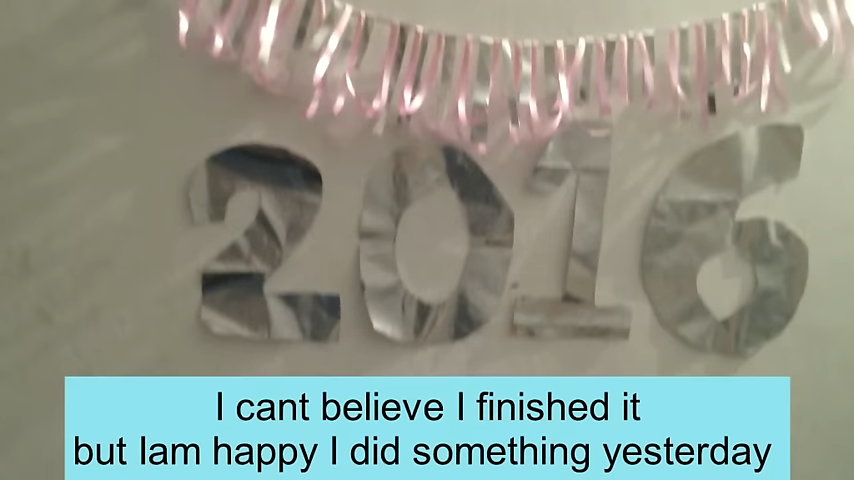 2016
I cant believe I finished it
but Iam happy I did something yesterday